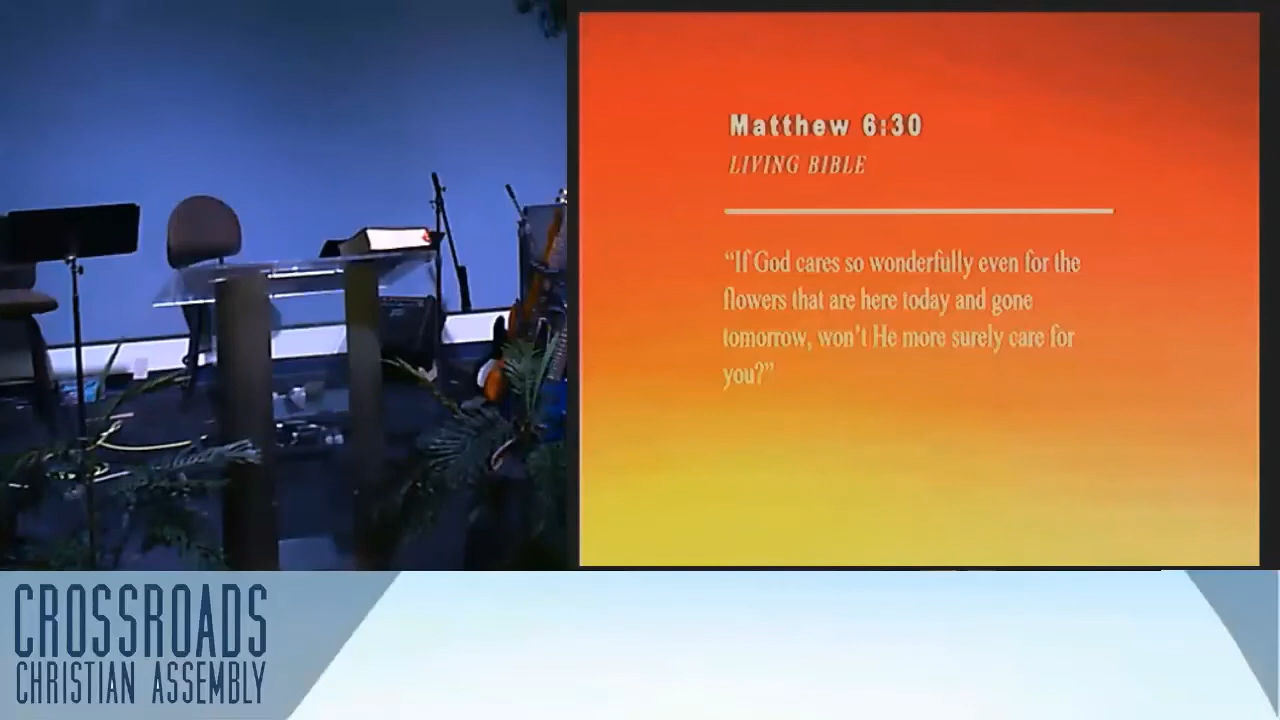 Matthew 6:30
LIVING BIBLE
“If God cares so wonderfully even for the
flowers that are here today and gone
tomorrow, won’t He more surely care for
you?”
CROSSROADS
CHRISTIAN ASSEMBLY